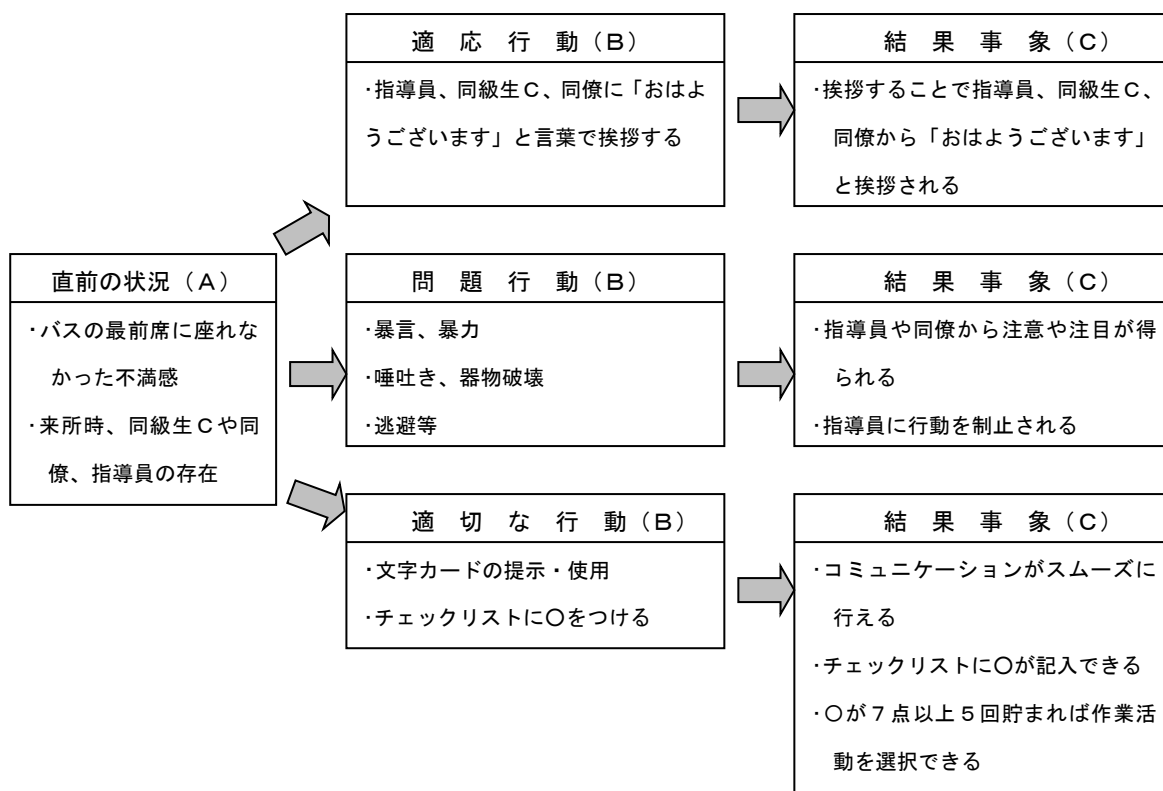 適応行動（B）
・指導員、同級生C、同僚に「おはよ
うございます」と言葉で挨拶する
結果事象（C）
・挨拶することで指導員、同級生C、
同僚から「おはようございます」
と挨拶される
直前の状況（A）
・バスの最前席に座れな
かった不満感
・来所時、同級生Cや同
僚、指導員の存在
問題行動（B）
・暴言、暴力
・唾吐き、器物破壊
・逃避等
結果事象（C）
・指導員や同僚から注意や注目が得
られる
・指導員に行動を制止される
適切な行動（B）
・文字カードの提示・使用
・チェックリストに〇をつける
結果事象（C）
・コミュニケーションがスムーズに
行える
・チェックリストに〇が記入できる
・〇が７点以上５回貯まれば作業活
動を選択できる